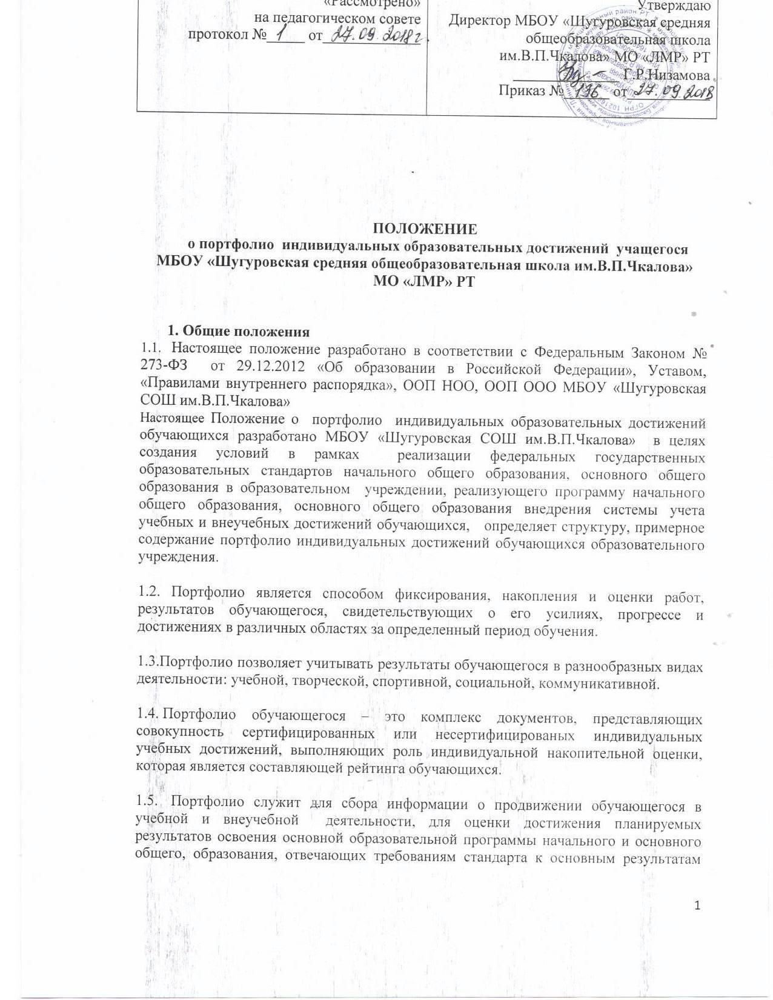 «Рассмотрено»
на педагогическом совете
протокол №  1  от  27.09.2018г.
Утверждаю
Директор МБОУ «Шугуровская средняя
общеобразовательная школа
им.В.П.Чкалова» МО «ЛМР» РТ
Г.Р.Низамова
Приказ №  136  от  27.09.2018
ПОЛОЖЕНИЕ
о портфолио  индивидуальных образовательных достижений  учащегося
МБОУ «Шугуровская средняя общеобразовательная школа им.В.П.Чкалова»
МО «ЛМР» РТ
1. Общие положения
1.1. Настоящее положение разработано в соответствии с Федеральным Законом №
273-ФЗ от 29.12.2012 «Об образовании в Российской Федерации», Уставом,
«Правилами внутреннего распорядка», ООП НОО, ООП ООО МБОУ «Шугуровская
СОШ им.В.П.Чкалова»
Настоящее Положение о портфолио индивидуальных образовательных достижений
обучающихся разработано МБОУ «Шугуровская СОШ им.В.П.Чкалова» в целях
создания условий в рамках реализации федеральных государственных
образовательных стандартов начального общего образования, основного общего
образования в образовательном учреждении, реализующего программу начального
общего образования, основного общего образования внедрения системы учета
учебных и внеучебных достижений обучающихся, определяет структуру, примерное
содержание портфолио индивидуальных достижений обучающихся образовательного
учреждения.
1.2. Портфолио является способом фиксирования, накопления и оценки работ,
результатов обучающегося, свидетельствующих о его усилиях, прогрессе и
достижениях в различных областях за определенный период обучения.
1.3.Портфолио позволяет учитывать результаты обучающегося в разнообразных видах
деятельности: учебной, творческой, спортивной, социальной, коммуникативной.
1.4. Портфолио обучающегося – это комплекс документов, представляющих
совокупность сертифицированных или несертифицированых индивидуальных
учебных достижений, выполняющих роль индивидуальной накопительной оценки,
которая является составляющей рейтинга обучающихся.
1.5. Портфолио служит для сбора информации о продвижении обучающегося в
учебной и внеучебной деятельности, для оценки достижения планируемых
результатов освоения основной образовательной программы начального и основного
общего, образования, отвечающих требованиям стандарта к основным результатам
1